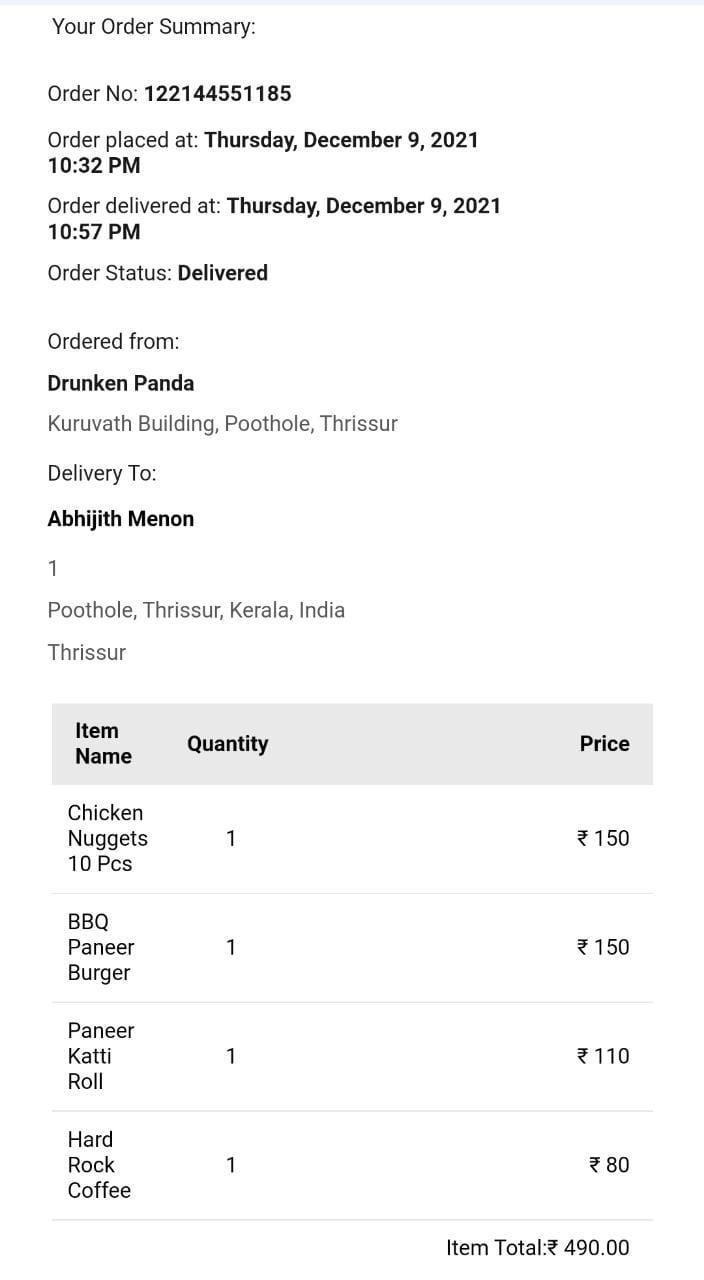 Your Order Summary:
Order No: 122144551185
Order placed at: Thursday, December 9, 2021
10:32 PM
Order delivered at: Thursday, December 9, 2021
10:57 PM
Order Status: Delivered
Ordered from:
Drunken Panda
Kuruvath Building, Poothole, Thrissur
Delivery To:
Abhijith Menon
1
Poothole, Thrissur, Kerala, India
Thrissur
Item
Name
Quantity
Price
Chicken
Nuggets
10 Pcs
1
₹ 150
BBQ
Paneer
Burger
1
₹ 150
Paneer
Katti
Roll
1
₹ 110
Hard
Rock
Coffee
1
₹ 80
Item Total:₹ 490.00